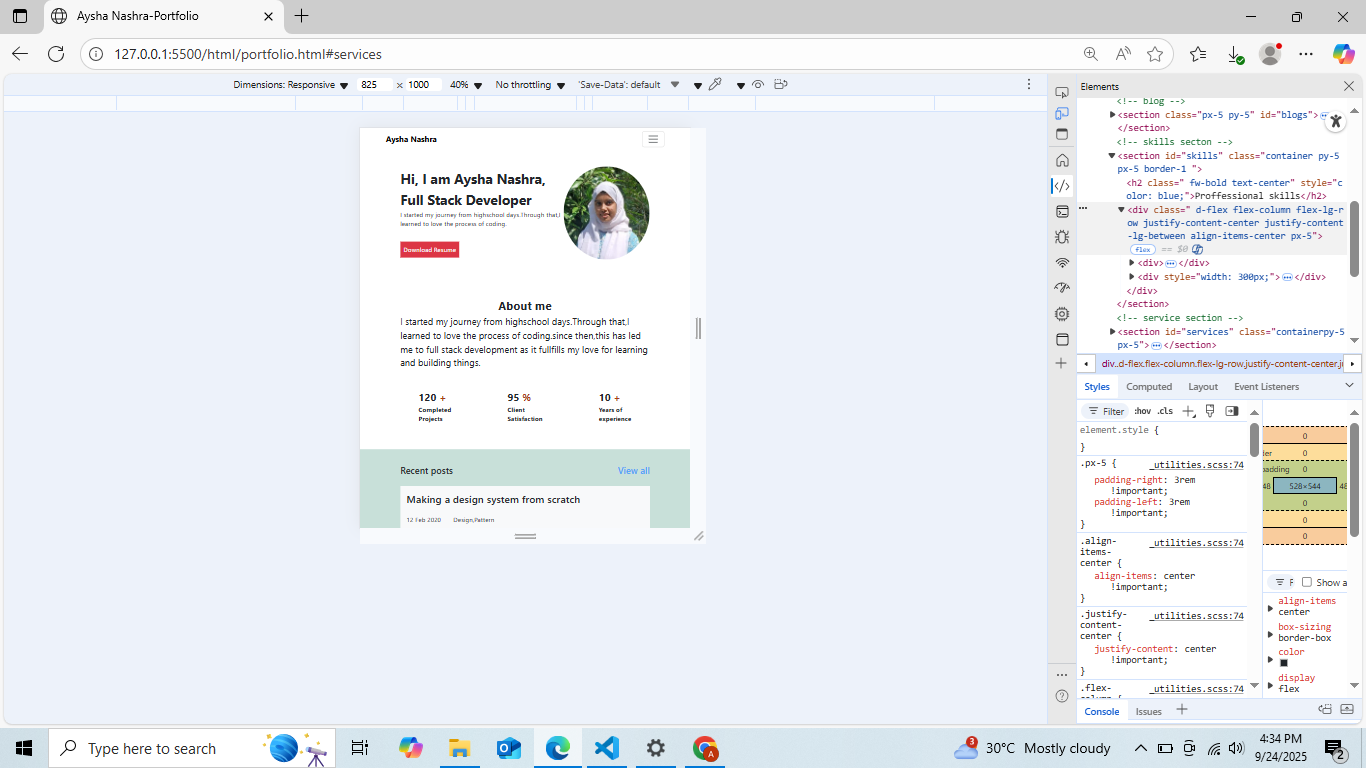 Aysha Nashra-Portfolio
127.0.0.1:5500/html/portfolio.html#services
Dimensions: Responsive 825 × 1000 40% No throttling 'Save-Data': default
Aysha Nashra
Hi, I am Aysha Nashra,
Full Stack Developer
I started my journey from highschool days.Through that,I
learned to love the process of coding.
Download Resume
About me
I started my journey from highschool days.Through that,I
learned to love the process of coding.since then,this has led
me to full stack development as it fullfills my love for learning
and building things.
120 + 95 % 10 +
Completed Client Years of
Projects Satisfaction experience
Recent posts View all
Making a design system from scratch
12 Feb 2020 Design,Pattern
Elements
<!-- blog -->
<section class="px-5 py-5" id="blogs">
</section>
<!-- skills secton -->
<section id="skills" class="container py-5
px-5 border-1 ">
<h2 class=" fw-bold text-center" style="c
olor: blue;">Proffessional skills</h2>
<div class=" d-flex flex-column flex-lg-r
ow justify-content-center justify-content
-lg-between align-items-center px-5">
flex == $0
<div> </div>
<div style="width: 300px;"> </div>
</div>
</section>
<!-- service section -->
<section id="services" class="containerpy-5
px-5"> </section>
div..d-flex.flex-column.flex-lg-row.justify-content-center.ju
Styles Computed Layout Event Listeners
Filter :hov .cls
element.style {
}
.px-5 { _utilities.scss:74
padding-right: 3rem
!important;
padding-left: 3rem
!important;
}
.align-
items-
center { _utilities.scss:74
align-items: center
!important;
}
.justify-
content-
center { _utilities.scss:74
justify-content: center
!important;
}
.flex-
_utilities.scss:74
0
der 0
padding 0
48 528×544 48
0
0
0
F Show a
align-items
center
box-sizing
border-box
color
display
flex
Console Issues
Type here to search
3
30°C Mostly cloudy
4:34 PM
9/24/2025
2